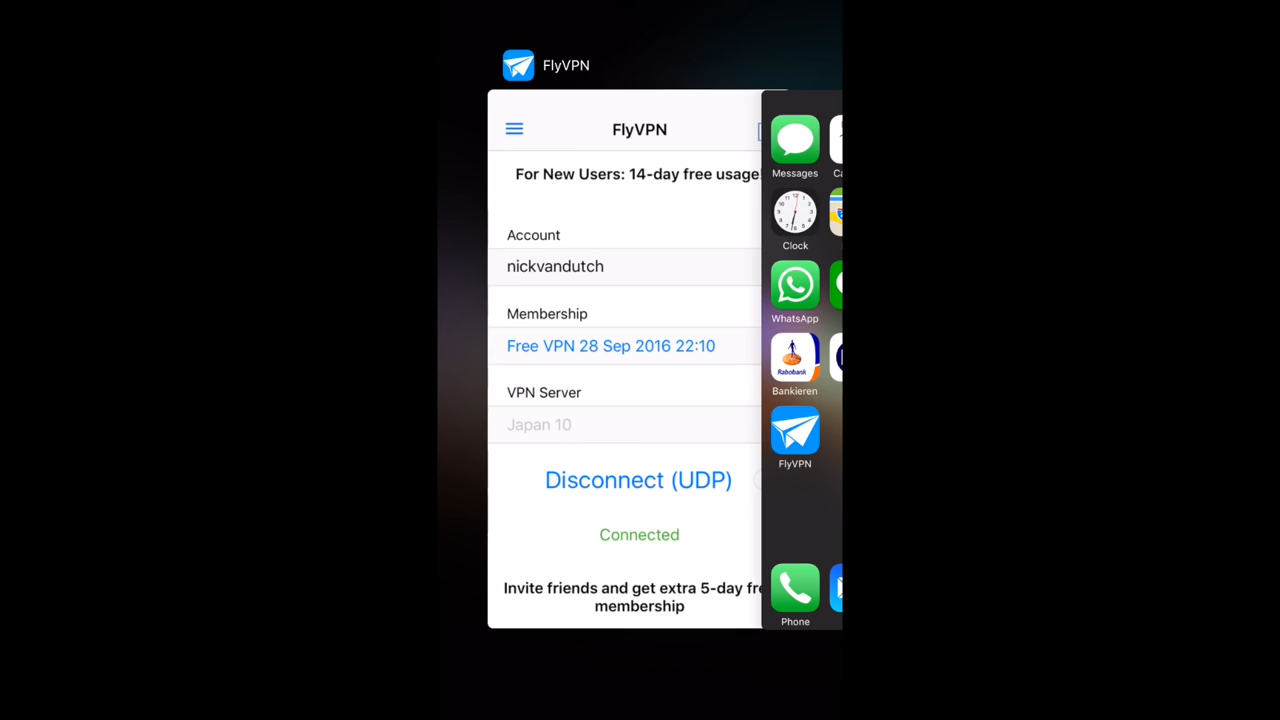 FlyVPN
FlyVPN
For New Users: 14-day free usage
Account
nickvandutch
Membership
Free VPN 28 Sep 2016 22:10
VPN Server
Japan 10
Disconnect (UDP)
Connected
Invite friends and get extra 5-day
membership
Messages
Clock
WhatsApp
Rabobank
Bankieren
FlyVPN
Phone